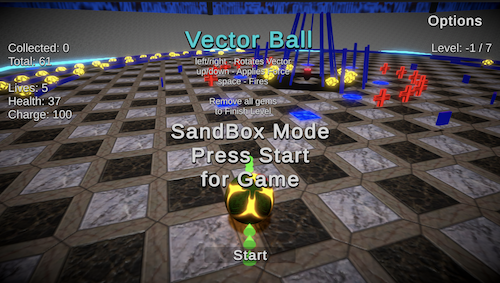 Options
Vector Ball
Collected: 0
Total: 61
Level: -1 / 7
left/right - Rotates Vector
up/down - Applies Force
space - Fires
Lives: 5
Health: 37
Charge: 100
Remove all gems
to Finish Level
SandBox Mode
Press Start
for Game
Start